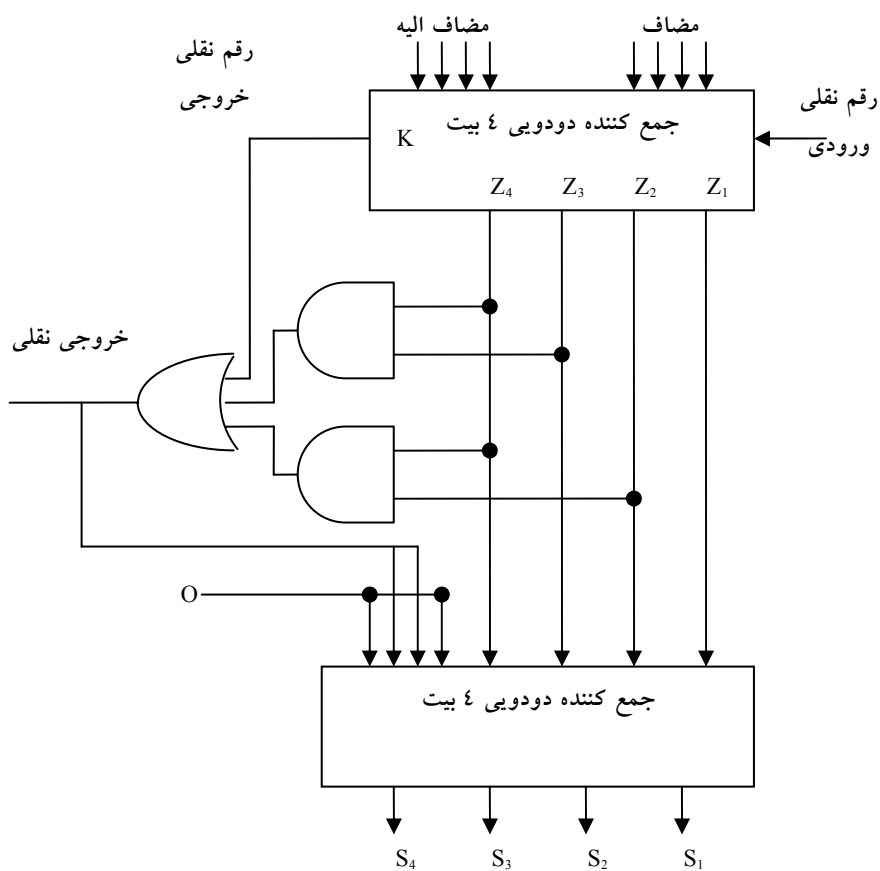 مضاف الیه
مضاف
رقم نقلی
خروجی
رقم نقلی
ورودی
جمع کننده دودویی ٤ بیت
K
Z4 Z3 Z2 Z1
خروجی نقلی
O
جمع کننده دودویی ٤ بیت
S4 S3 S2 S1